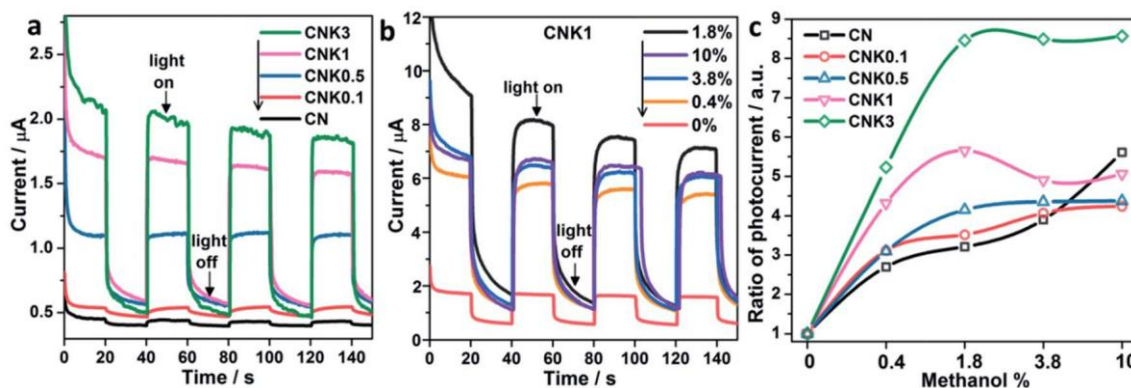 a
2.5
2.0
1.5
1.0
0.5
Current / μA
0 20 40 60 80 100 120 140
Time / s
light
on
light
off
CNK3
CNK1
CNK0.5
CNK0.1
CN
b
CNK1
12
10
8
6
4
2
0
Current / μA
0 20 40 60 80 100 120 140
Time / s
light on
light
off
1.8%
10%
3.8%
0.4%
0%
c
9
8
7
6
5
4
3
2
1
Ratio of photocurrent / a.u.
0 0.4 1.8 3.8 10
Methanol %
CN
CNK0.1
CNK0.5
CNK1
CNK3